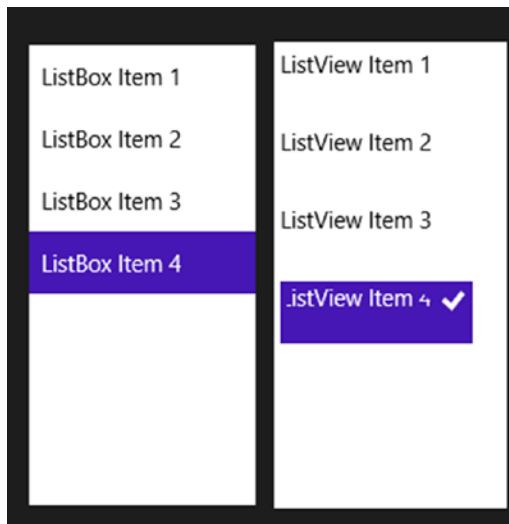 ListBox Item 1
ListBox Item 2
ListBox Item 3
ListBox Item 4
ListView Item 1
ListView Item 2
ListView Item 3
ListView Item 4